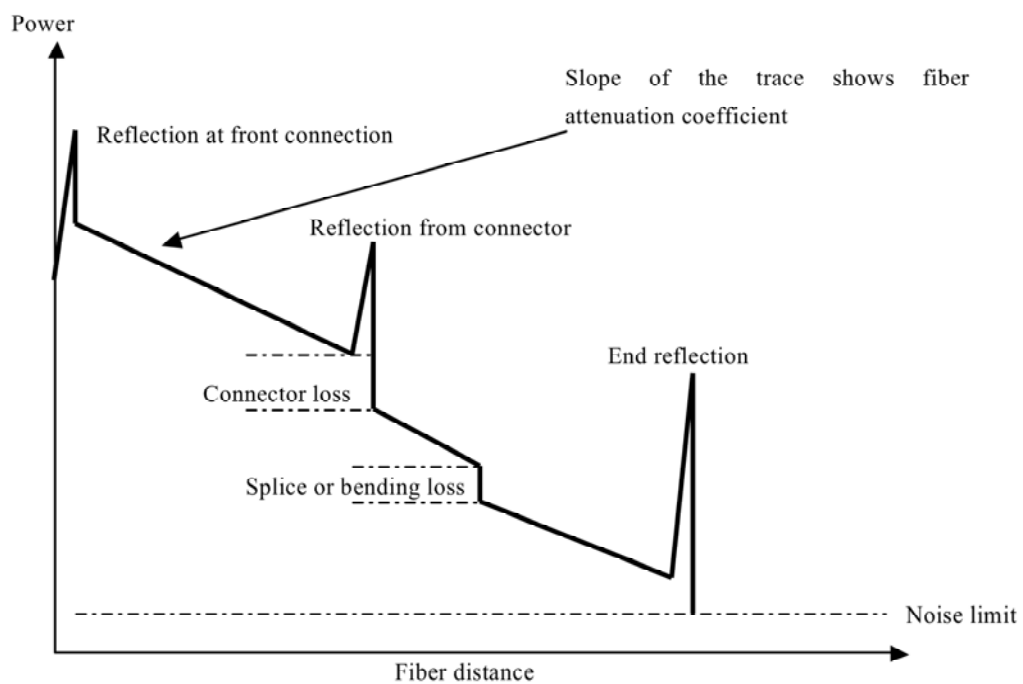 Power
Slope of the trace shows fiber
attenuation coefficient
Reflection at front connection
Reflection from connector
End reflection
Connector loss
Splice or bending loss
Noise limit
Fiber distance